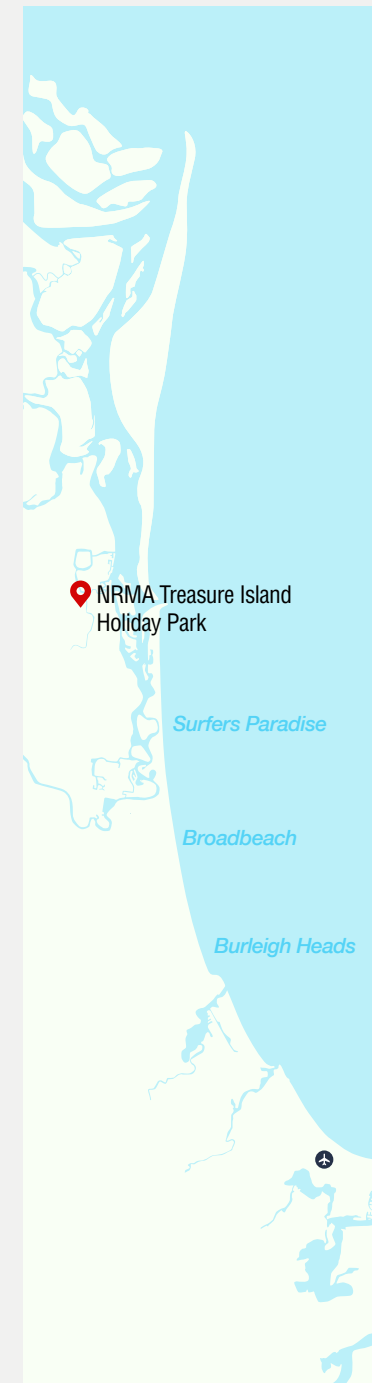 NRMA Treasure Island
Holiday Park
Surfers Paradise
Broadbeach
Burleigh Heads